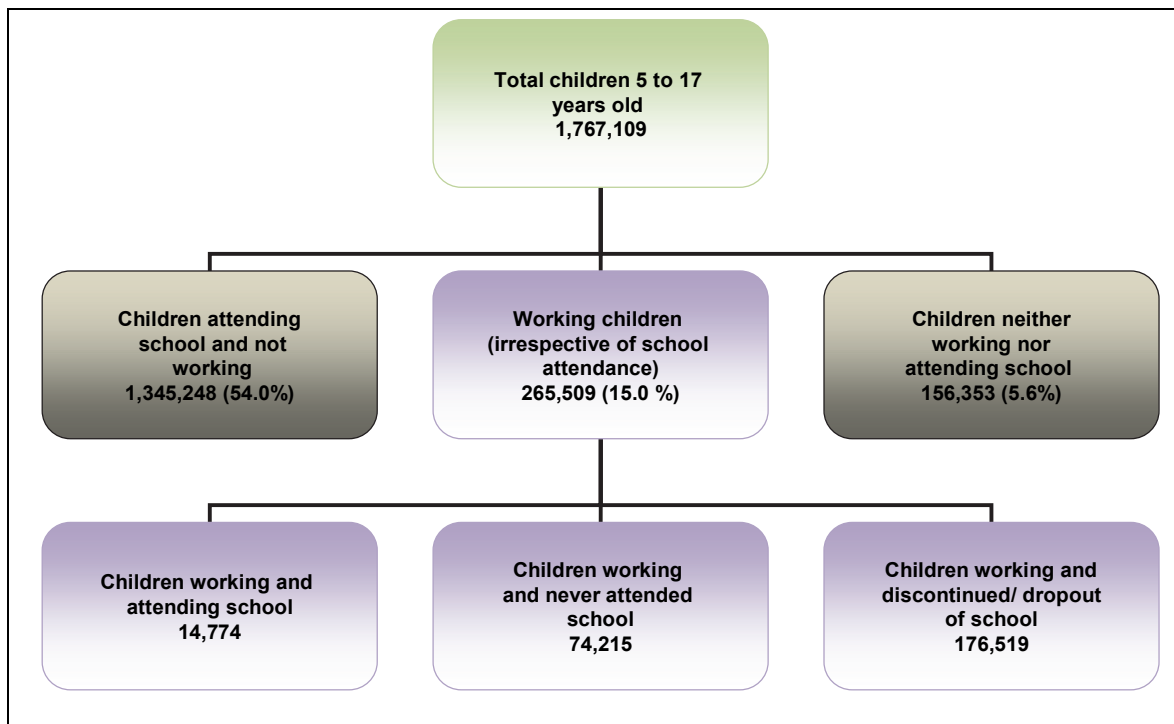 Total children 5 to 17
years old
1,767,109
Children attending
school and not
working
1,345,248 (54.0%)
Working children
(irrespective of school
attendance)
265,509 (15.0 %)
Children neither
working nor
attending school
156,353 (5.6%)
Children working and
attending school
14,774
Children working
and never attended
school
74,215
Children working and
discontinued/ dropout
of school
176,519